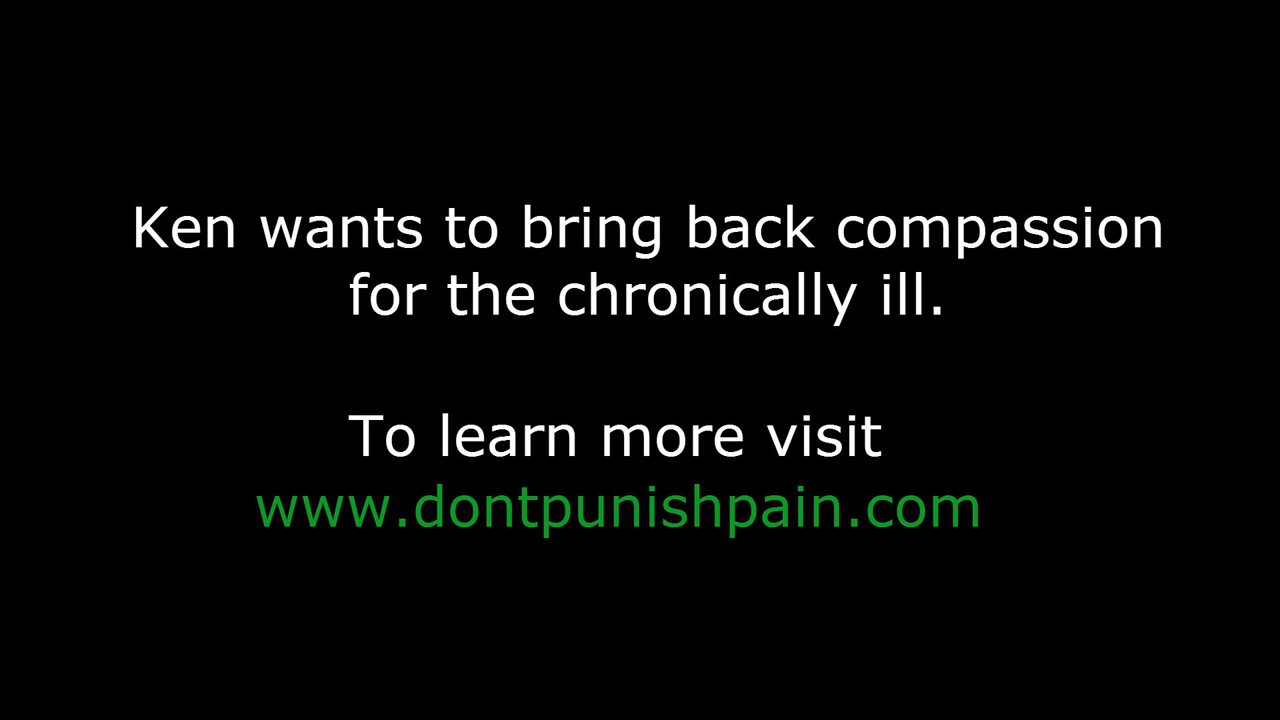 Ken wants to bring back compassion
for the chronically ill.
To learn more visit
www.dontpunishpain.com